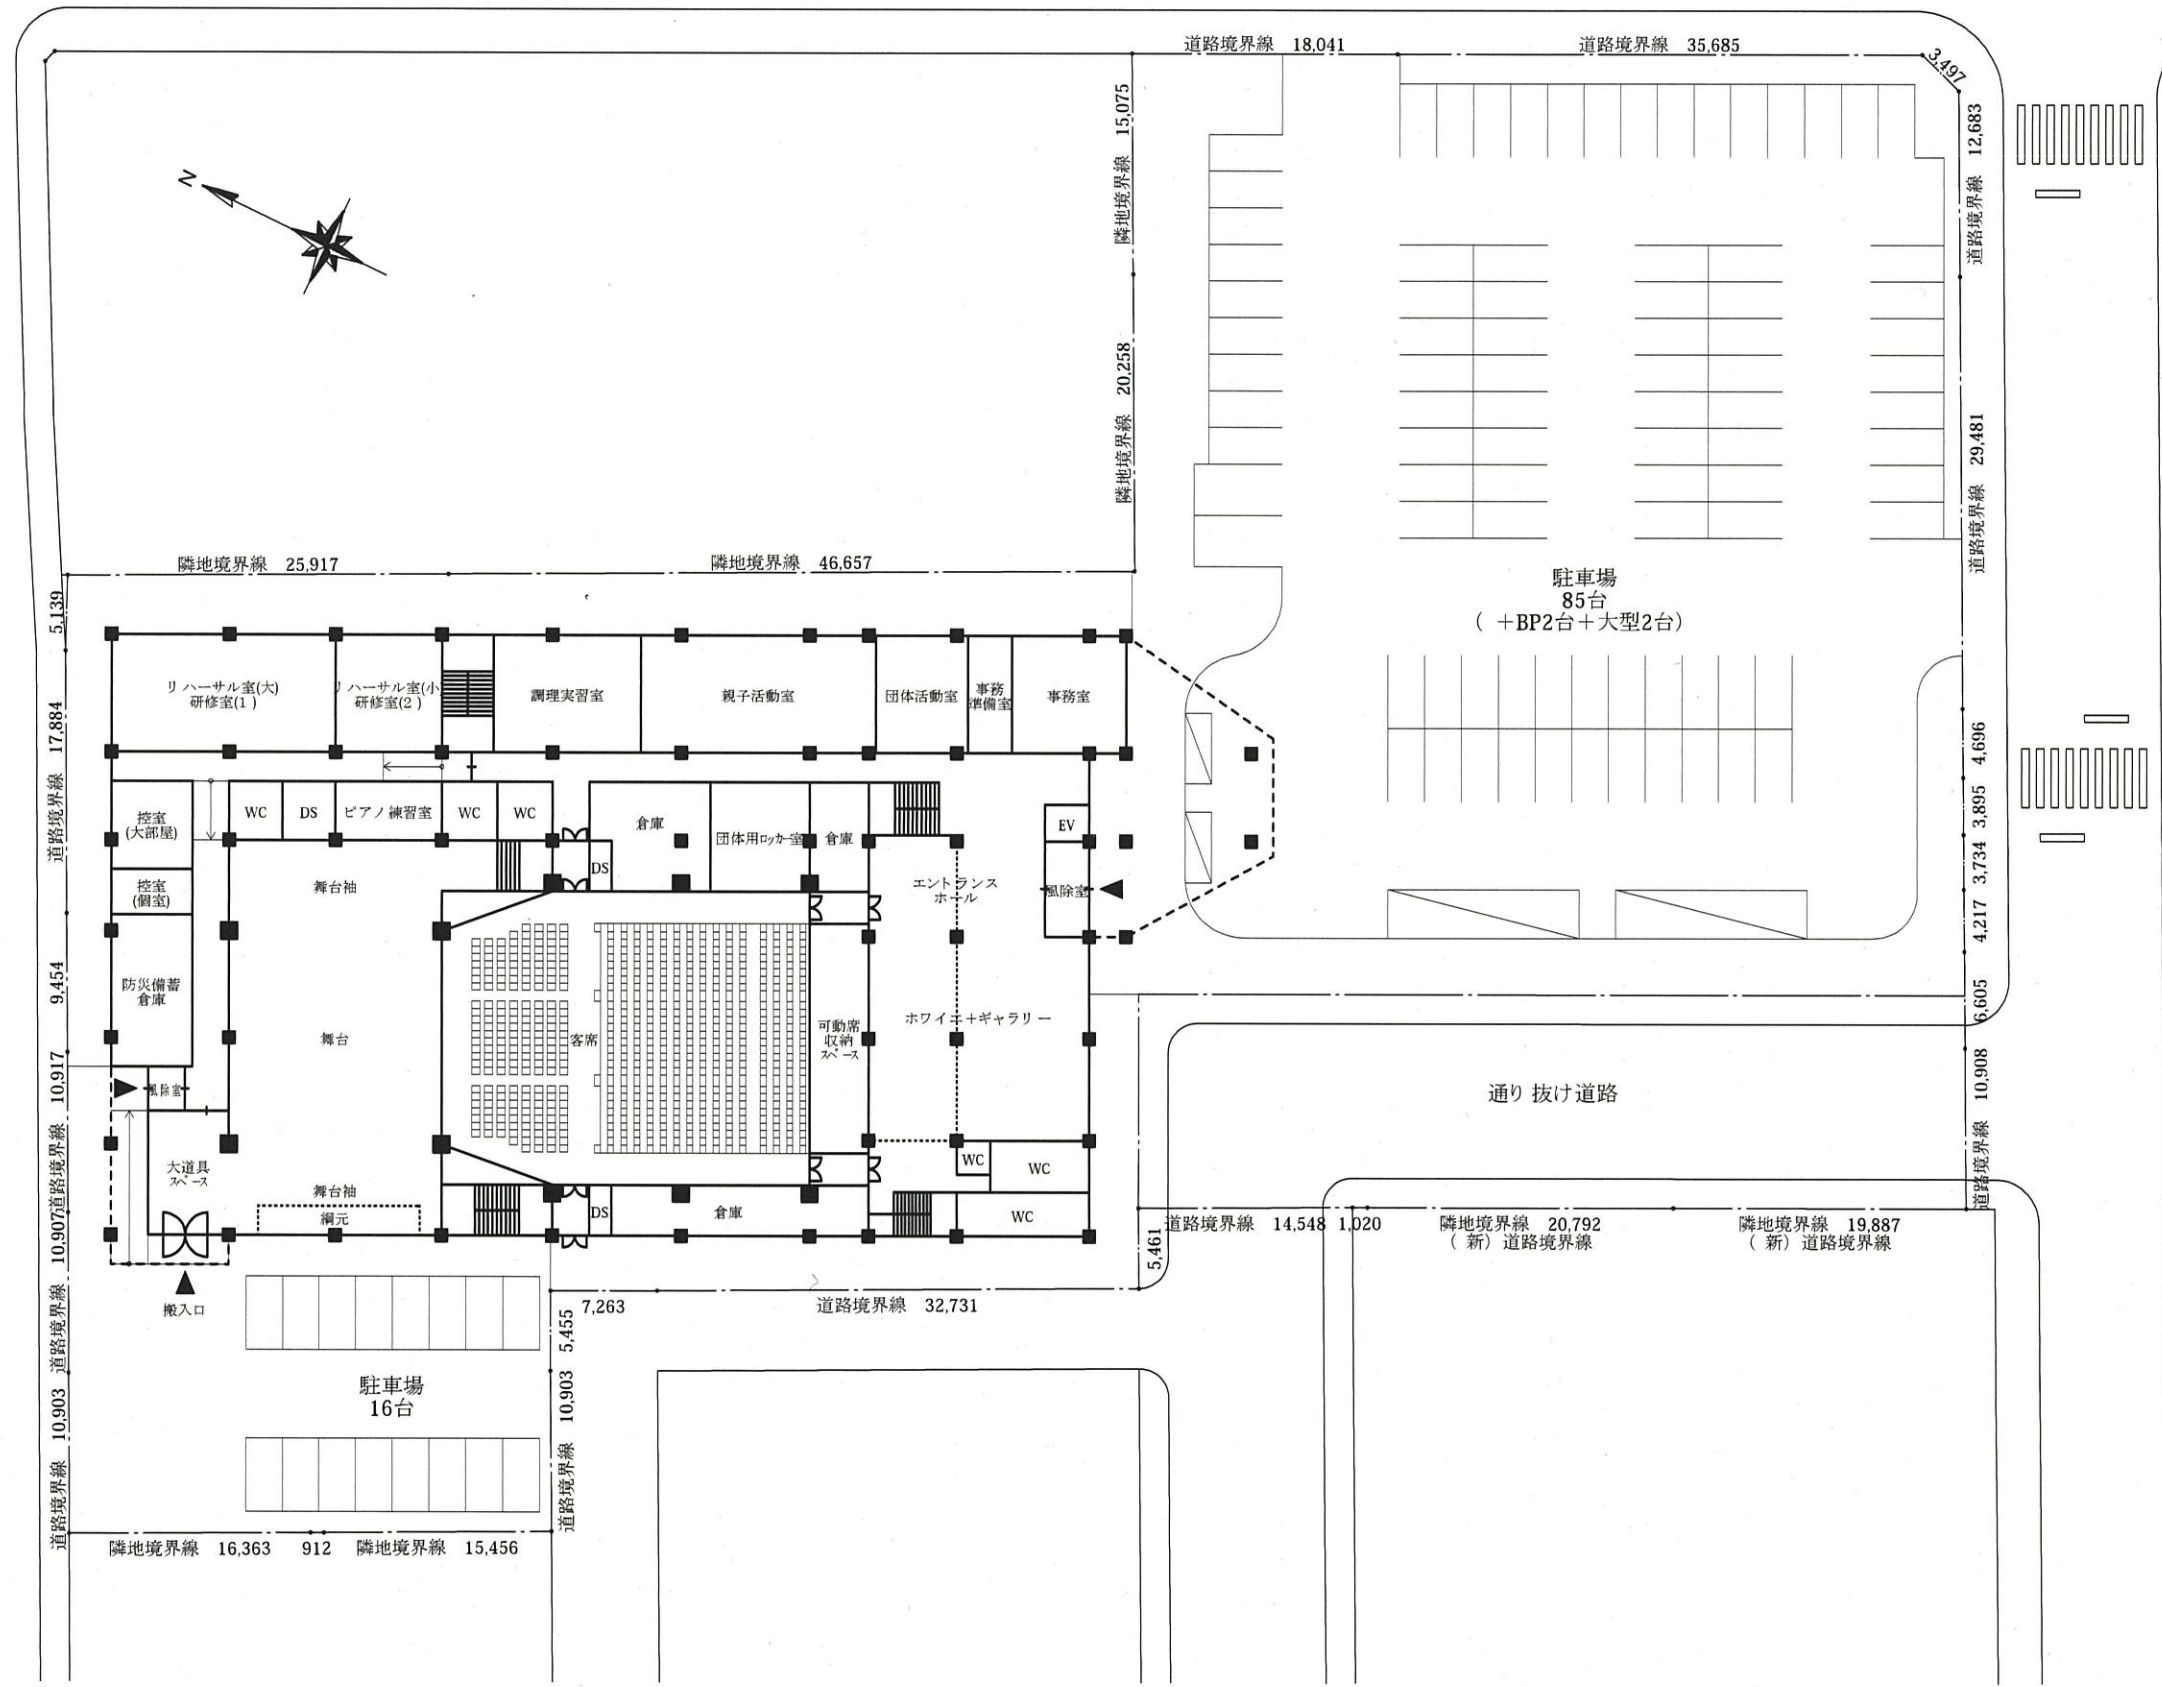 道路境界線 18,041
道路境界線 35,685
3,497
隣地境界線 15,075
道路境界線 12,683
N
隣地境界線 20,258
道路境界線 29,481
隣地境界線 25,917
隣地境界線 46,657
駐車場
85台
( +BP2台+大型2台)
5,139
道路境界線 17,884
リハーサル室(大)
研修室(1)
リハーサル室(小
研修室(2)
調理実習室
親子活動室
団体活動室
事務
準備室
事務室
4,696
3,895
3,734
4,217
控室
(大部屋)
WC
DS
ピアノ練習室
WC
WC
倉庫
団体用ロッカー室
倉庫
EV
DS
控室
(個室)
舞台袖
エントランス
ホール
風除室
9,454
防災備蓄
倉庫
舞台
客席
可動席
収納
スペース
ホワイエ+ギャラリー
6,605
道路境界線 10,908
通り抜け道路
道路境界線 10,917
風除室
大道具
スペース
舞台袖
綱元
DS
倉庫
WC
WC
WC
道路境界線 10,907
搬入口
道路境界線 14,548
1,020
隣地境界線 20,792
(新)道路境界線
隣地境界線 19,887
(新)道路境界線
5,461
7,263
道路境界線 32,731
5,455
駐車場
16台
道路境界線 10,903
道路境界線 10,903
隣地境界線 16,363
912
隣地境界線 15,456